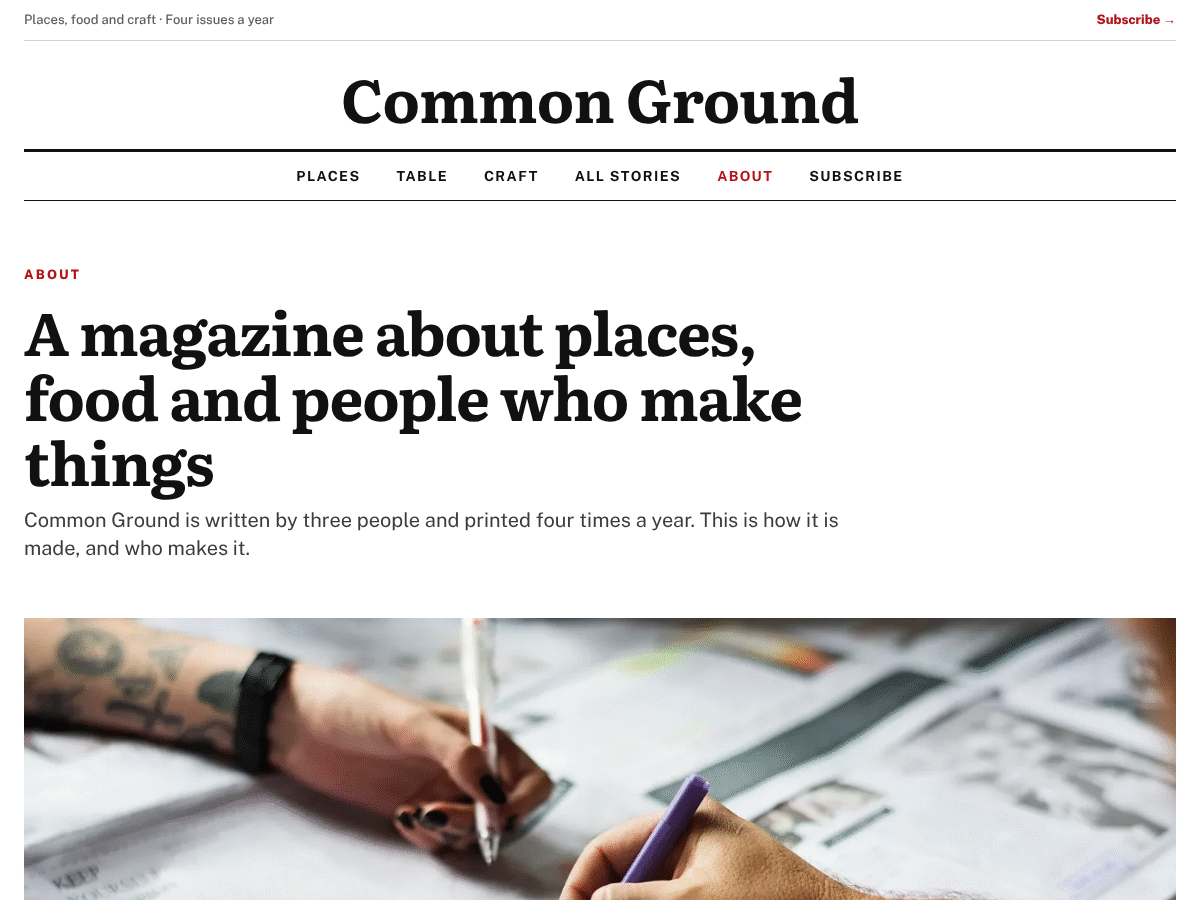 Places, food and craft · Four issues a year
Subscribe →
Common Ground
PLACES TABLE CRAFT ALL STORIES ABOUT SUBSCRIBE
ABOUT
A magazine about places,
food and people who make
things
Common Ground is written by three people and printed four times a year. This is how it is
made, and who makes it.
KEEP
YOURSELF